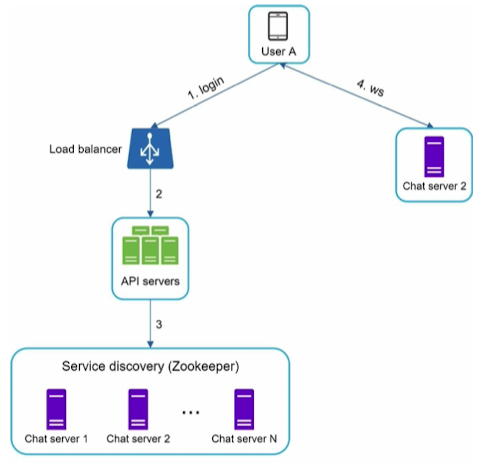 User A
1. login
4. ws
Load balancer
Chat server 2
2
API servers
3
Service discovery (Zookeeper)
Chat server 1
Chat server 2
...
Chat server N